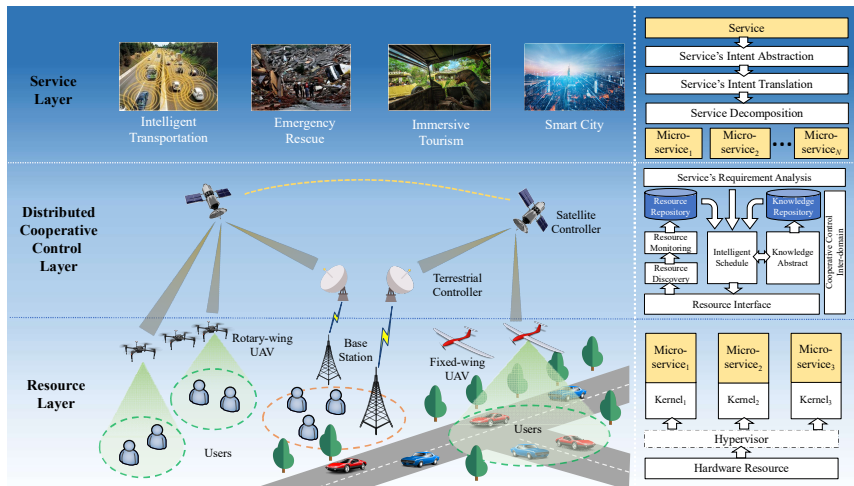 Service
Layer
Intelligent
Transportation
Emergency
Rescue
Immersive
Tourism
Smart City
Service
Service's Intent Abstraction
Service's Intent Translation
Service Decomposition
Micro-
service1
Micro-
service2
•••
Micro-
serviceN
Distributed
Cooperative
Control
Layer
Satellite
Controller
Terrestrial
Controller
Service's Requirement Analysis
Resource
Repository
Knowledge
Repository
Resource
Monitoring
Resource
Discovery
Intelligent
Schedule
Knowledge
Abstract
Resource Interface
Cooperative Control
Inter-domain
Resource
Layer
Rotary-wing
UAV
Base
Station
Fixed-wing
UAV
Users
Users
Micro-
service1
Micro-
service2
Micro-
service3
Kernel1
Kernel2
Kernel3
Hypervisor
Hardware Resource